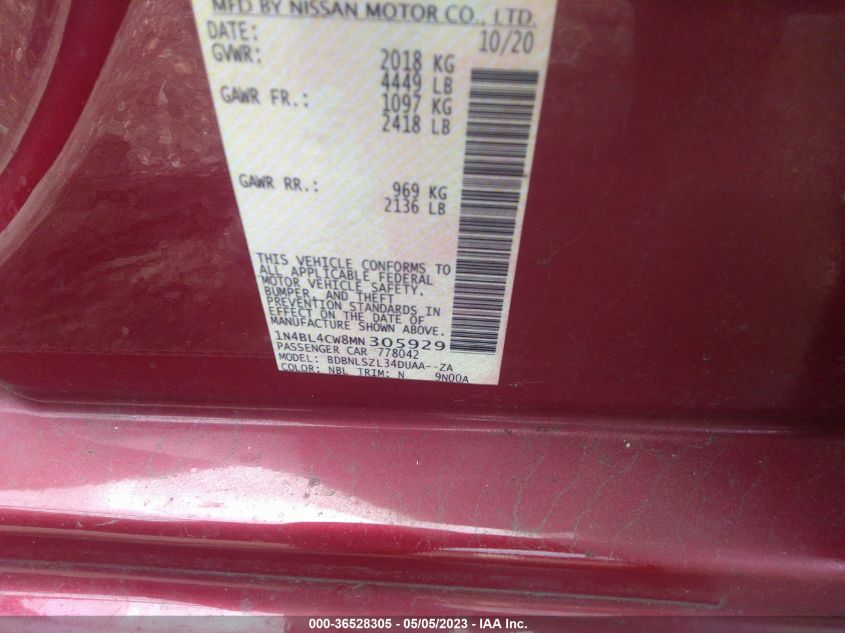 MFD BY NISSAN MOTOR CO., LTD.
DATE: 10/20
GVWR: 2018 KG
4449 LB
GAWR FR.: 1097 KG
2418 LB
GAWR RR.: 969 KG
2136 LB
THIS VEHICLE CONFORMS TO
ALL APPLICABLE FEDERAL
MOTOR VEHICLE SAFETY,
BUMPER, AND THEFT
PREVENTION STANDARDS IN
EFFECT ON THE DATE OF
MANUFACTURE SHOWN ABOVE.
1N4BL4CW8MN305929
PASSENGER CAR 778042
MODEL: BDBNLSZL34DUAA--ZA
COLOR: NBL TRIM: N 9N00A
000-36528305 - 05/05/2023 - IAA Inc.